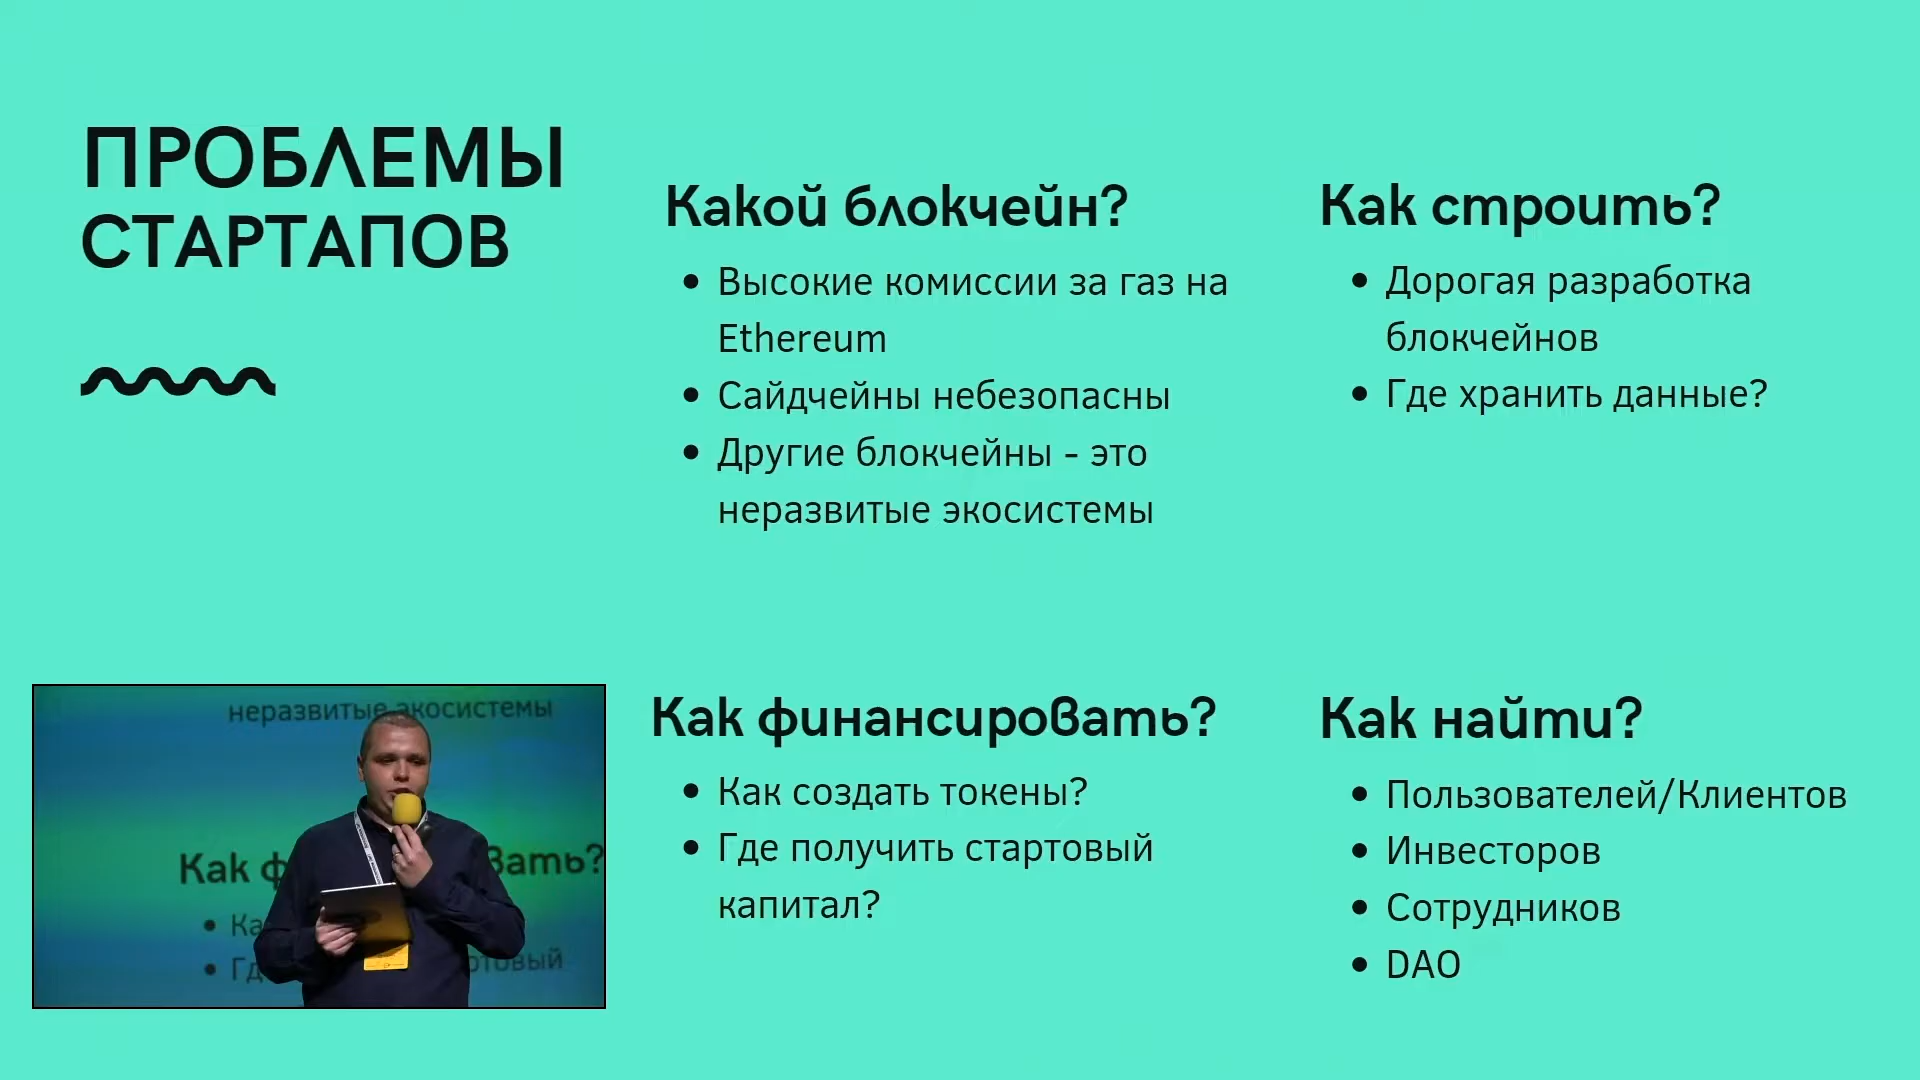 ПРОБЛЕМЫ
СТАРТАПОВ
Какой блокчейн?
• Высокие комиссии за газ на
Ethereum
• Сайдчейны небезопасны
• Другие блокчейны - это
неразвитые экосистемы
Как строить?
• Дорогая разработка
блокчейнов
• Где хранить данные?
Как финансировать?
• Как создать токены?
• Где получить стартовый
капитал?
Как найти?
• Пользователей/Клиентов
• Инвесторов
• Сотрудников
• DAO
неразвитые экосистемы
Как